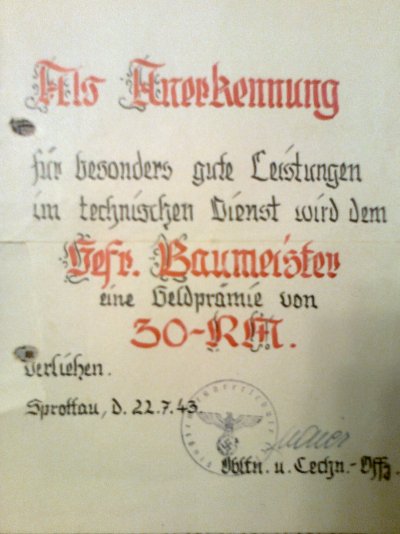 Als Anerkennung
für besonders gute Leistungen
im technischen Dienst wird dem
Gefr. Baumeister
eine Geldprämie von
30-RM.
verliehen.
Sprottau, d. 22.7.43.
Obltn. u. Techn.-Offz.